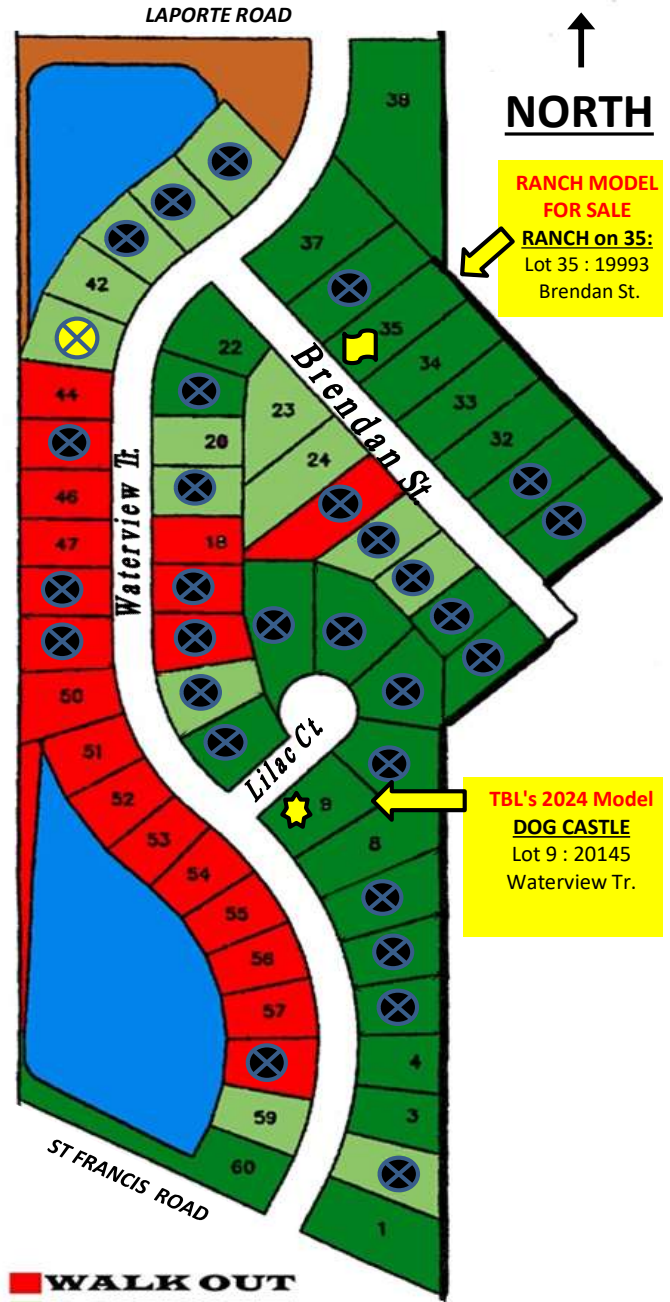 LAPORTE ROAD
NORTH
38
RANCH MODEL
FOR SALE
RANCH on 35:
Lot 35 : 19993
Brendan St.
37
42
35
22
34
44
Brendan St.
23
33
20
32
24
46
Waterview Tr.
47
18
50
Lilac Ct.
51
52
9
TBL's 2024 Model
DOG CASTLE
Lot 9 : 20145
Waterview Tr.
53
8
54
55
56
57
4
3
59
60
ST FRANCIS ROAD
1
WALK OUT